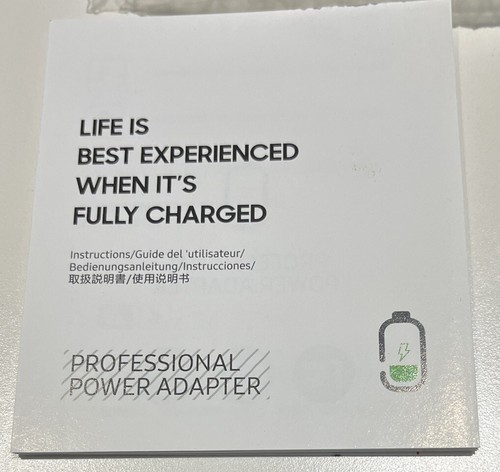 LIFE IS
BEST EXPERIENCED
WHEN IT'S
FULLY CHARGED
Instructions/Guide del 'utilisateur/
Bedienungsanleitung/Instrucciones/
取扱説明書/使用说明书
PROFESSIONAL
POWER ADAPTER